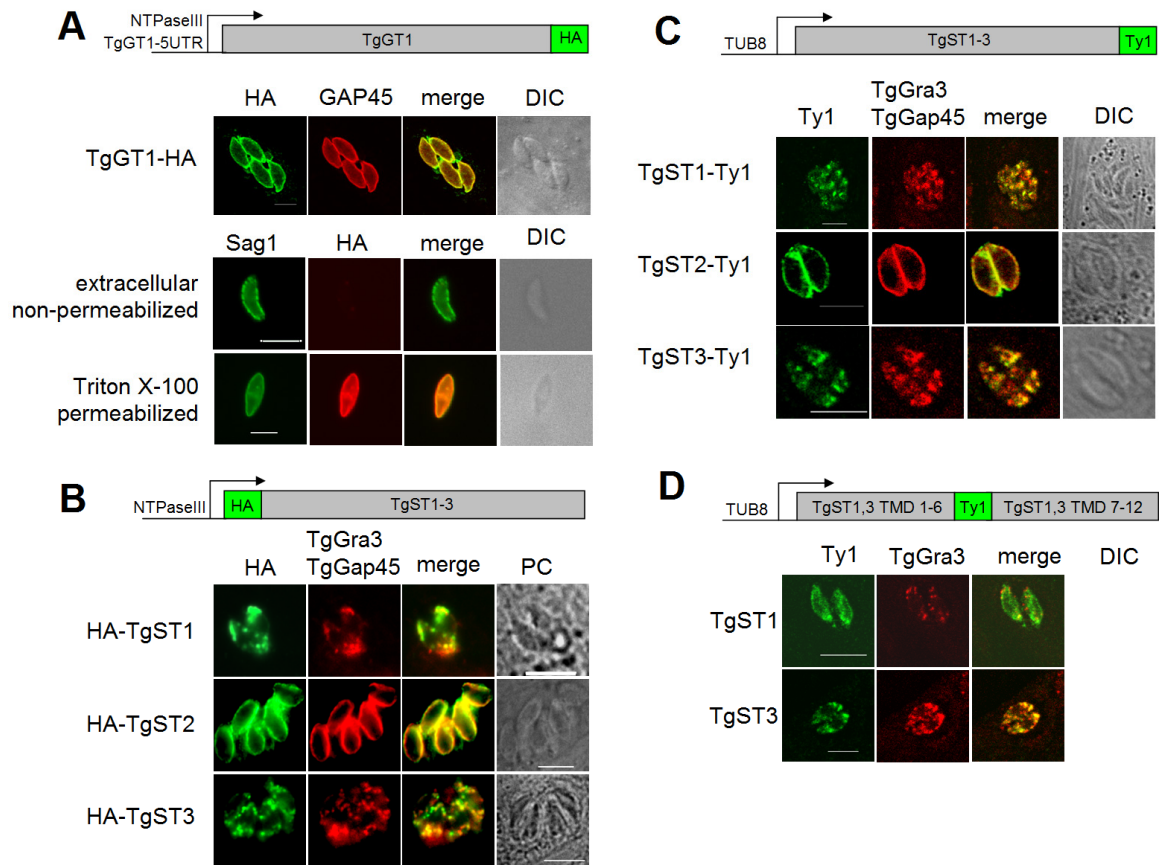 A
NTPaseIII
TgGT1-5UTR
TgGT1
HA
HA GAP45 merge DIC
TgGT1-HA
Sag1 HA merge DIC
extracellular
non-permeabilized
Triton X-100
permeabilized
B
NTPaseIII
HA
TgST1-3
TgGra3
HA TgGap45 merge PC
HA-TgST1
HA-TgST2
HA-TgST3
C
TUB8
TgST1-3
Ty1
TgGra3
Ty1 TgGap45 merge DIC
TgST1-Ty1
TgST2-Ty1
TgST3-Ty1
D
TUB8
TgST1,3 TMD 1-6
Ty1
TgST1,3 TMD 7-12
Ty1 TgGra3 merge DIC
TgST1
TgST3